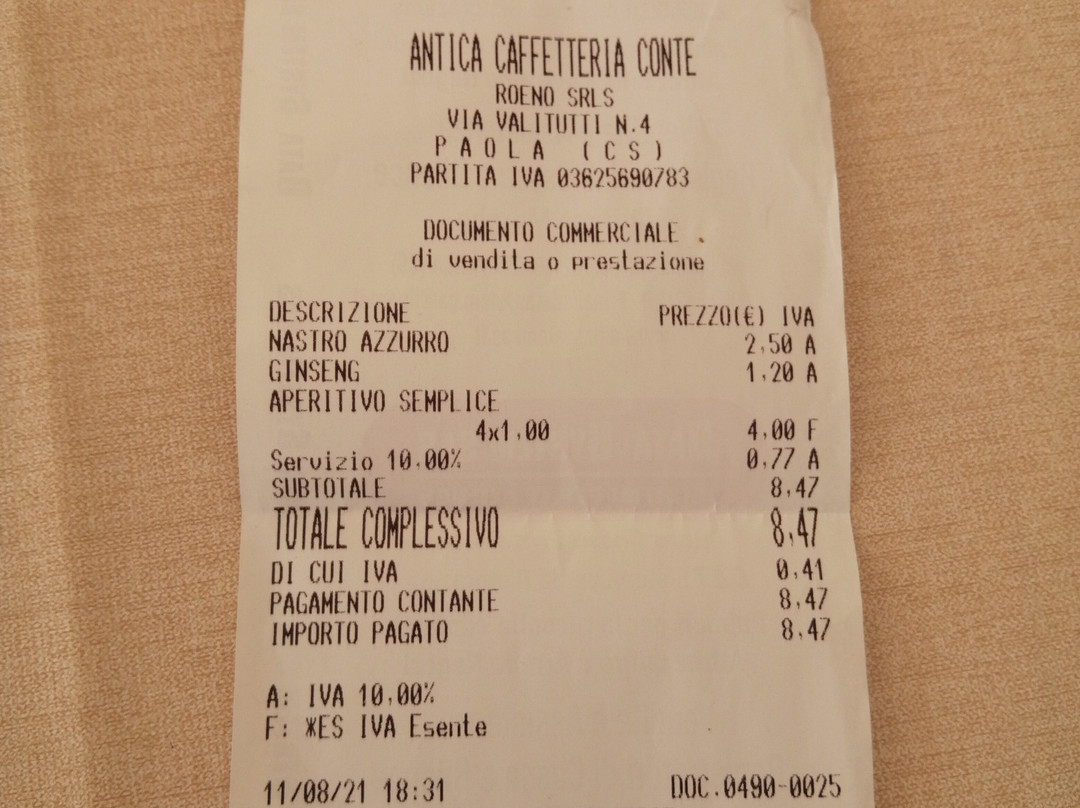 ANTICA CAFFETTERIA CONTE
ROENO SRLS
VIA VALITUTTI N.4
PAOLA (CS)
PARTITA IVA 03625690783
DOCUMENTO COMMERCIALE
di vendita o prestazione
DESCRIZIONE PREZZO(€) IVA
NASTRO AZZURRO 2,50 A
GINSENG 1,20 A
APERITIVO SEMPLICE
4x1,00 4,00 F
Servizio 10,00% 0,77 A
SUBTOTALE 8,47
TOTALE COMPLESSIVO 8,47
DI CUI IVA 0,41
PAGAMENTO CONTANTE 8,47
IMPORTO PAGATO 8,47
A: IVA 10,00%
F: *ES IVA Esente
11/08/21 18:31 DOC.0490-0025